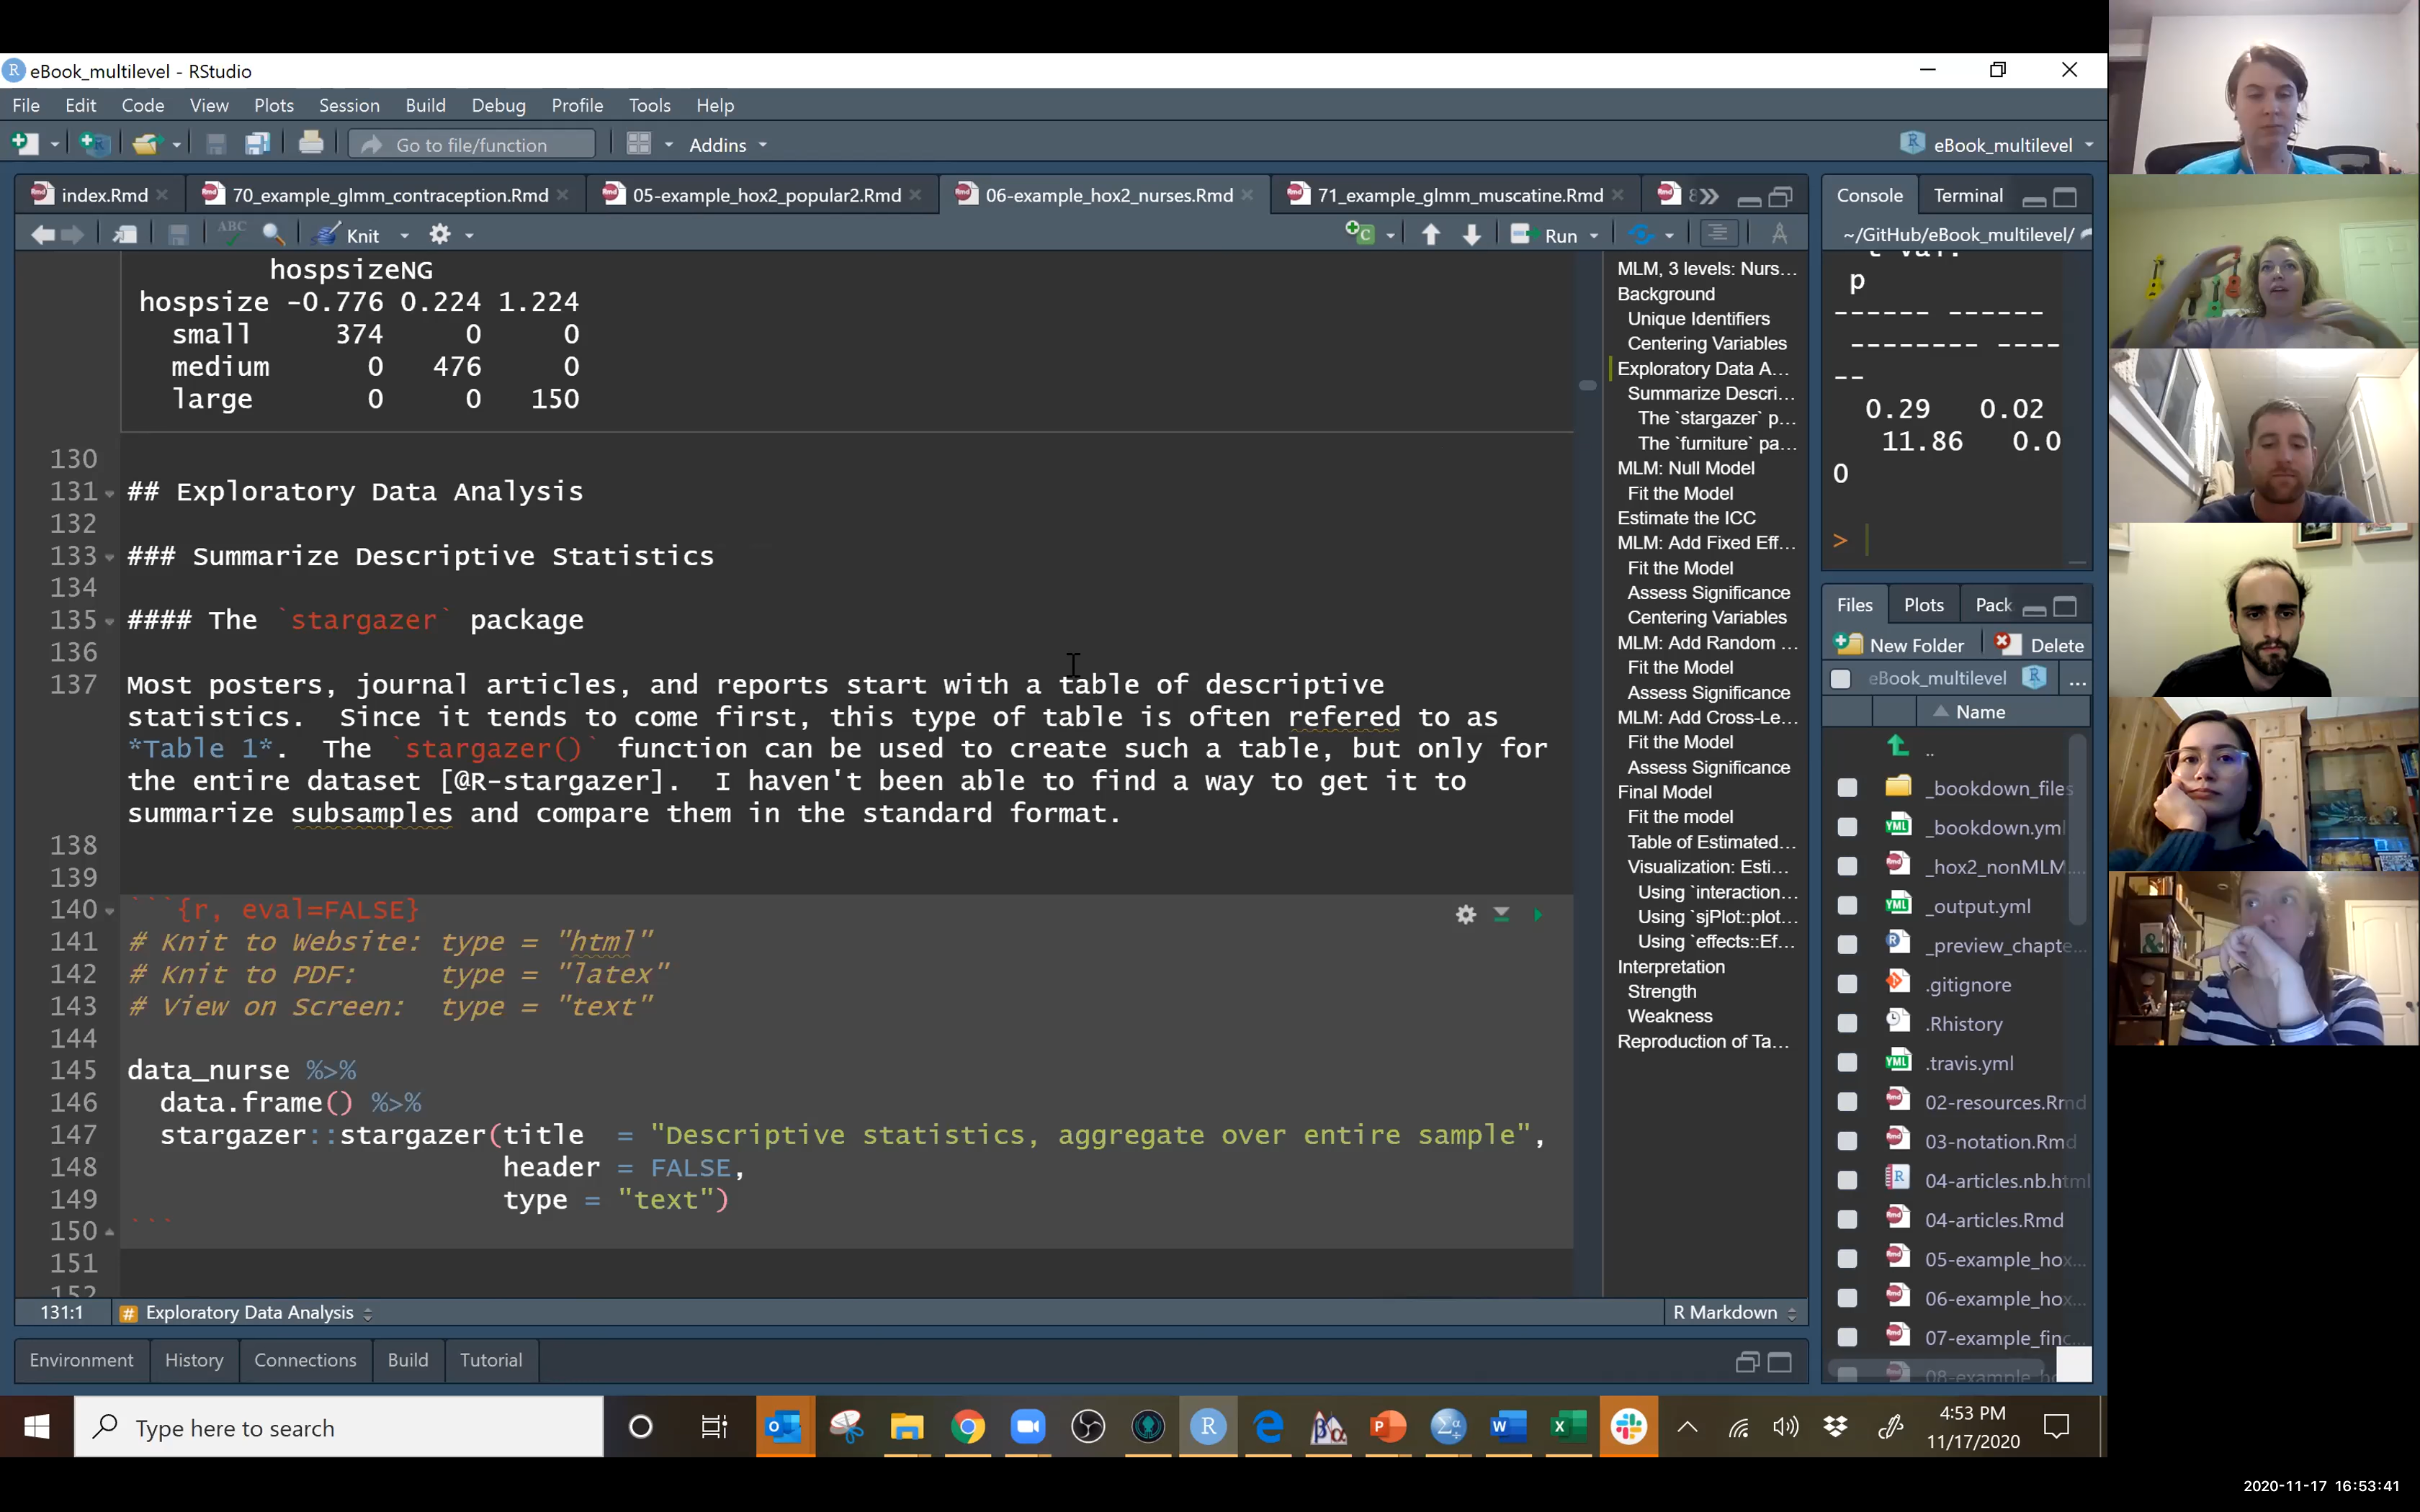 eBook_multilevel - RStudio
File Edit Code View Plots Session Build Debug Profile Tools Help
Go to file/function Addins eBook_multilevel
index.Rmd 70_example_glmm_contraception.Rmd 05-example_hox2_popular2.Rmd 06-example_hox2_nurses.Rmd 71_example_glmm_muscatine.Rmd
ABC Knit Run
hospsizeNG
hospsize -0.776 0.224 1.224
small 374 0 0
medium 0 476 0
large 0 0 150
130
131 ## Exploratory Data Analysis
132
133 ### Summarize Descriptive Statistics
134
135 #### The `stargazer` package
136
137 Most posters, journal articles, and reports start with a table of descriptive
statistics.  Since it tends to come first, this type of table is often refered to as
*Table 1*.  The `stargazer()` function can be used to create such a table, but only for
the entire dataset [@R-stargazer].  I haven't been able to find a way to get it to
summarize subsamples and compare them in the standard format.
138
139
140 ```{r, eval=FALSE}
141 # Knit to Website: type = "html"
142 # Knit to PDF:     type = "latex"
143 # View on Screen:  type = "text"
144
145 data_nurse %>%
146   data.frame() %>%
147   stargazer::stargazer(title  = "Descriptive statistics, aggregate over entire sample",
148                        header = FALSE,
149                        type = "text")
150 ```
151
152
131:1 Exploratory Data Analysis R Markdown
MLM, 3 levels: Nurs...
Background
Unique Identifiers
Centering Variables
Exploratory Data A...
Summarize Descri...
The `stargazer` p...
The `furniture` pa...
MLM: Null Model
Fit the Model
Estimate the ICC
MLM: Add Fixed Eff...
Fit the Model
Assess Significance
Centering Variables
MLM: Add Random ...
Fit the Model
Assess Significance
MLM: Add Cross-Le...
Fit the Model
Assess Significance
Final Model
Fit the model
Table of Estimated...
Visualization: Esti...
Using `interaction...
Using `sjPlot::plot...
Using `effects::Ef...
Interpretation
Strength
Weakness
Reproduction of Ta...
Console Terminal
~/GitHub/eBook_multilevel/
p
------ ------
-------- ----
--
0.29 0.02
11.86 0.0
0
>
Files Plots Pack
New Folder Delete
eBook_multilevel ...
Name
..
_bookdown_files
_bookdown.yml
_hox2_nonMLM....
_output.yml
_preview_chapte...
.gitignore
.Rhistory
.travis.yml
02-resources.Rmd
03-notation.Rmd
04-articles.nb.html
04-articles.Rmd
05-example_hox...
06-example_hox...
07-example_finc...
Environment History Connections Build Tutorial
Type here to search
4:53 PM
11/17/2020
2020-11-17 16:53:41